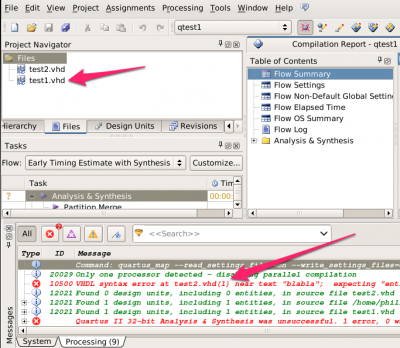 File Edit View Project Assignments Processing Tools Window Help
qtest1
Project Navigator
Files
test2.vhd
test1.vhd
Hierarchy Files Design Units Revisions
Tasks
Flow: Early Timing Estimate with Synthesis Customize...
Task
Analysis & Synthesis 00:00:
Partition Merge
Compilation Report - qtest1
Table of Contents
Flow Summary
Flow Settings
Flow Non-Default Global Settin
Flow Elapsed Time
Flow OS Summary
Flow Log
Analysis & Synthesis
All <<Search>>
Type ID Message
Command: quartus_map --read_settings_files=on --write_settings_files=
20029 Only one processor detected - disabling parallel compilation
10500 VHDL syntax error at test2.vhd(1) near text "blabla"; expecting "enti
12021 Found 0 design units, including 0 entities, in source file test2.vhd
12021 Found 1 design units, including 1 entities, in source file /home/phil
12021 Found 1 design units, including 1 entities, in source file test1.vhd
Quartus II 32-bit Analysis & Synthesis was unsuccessful. 1 error, 0 wa
Messages
System Processing (9)